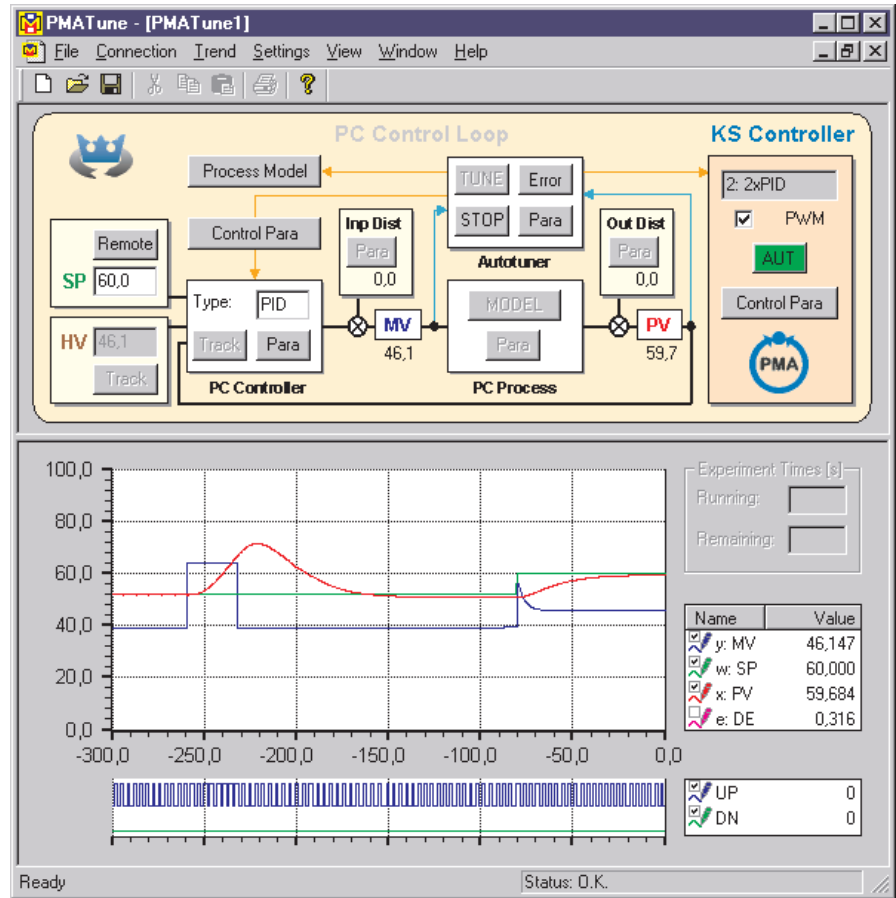 PMATune - [PMATune1]
File Connection Trend Settings View Window Help
PC Control Loop
KS Controller
Process Model
TUNE Error
2: 2xPID
Control Para
Inp Dist
STOP Para
Out Dist
PWM
Remote
Para
Autotuner
Para
AUT
SP 60,0
0,0
0,0
Type: PID
MODEL
Control Para
HV 46,1
Track Para
MV
Para
PV
PMA
Track
46,1
59,7
PC Controller
PC Process
100,0
80,0
60,0
40,0
20,0
0,0
-300,0 -250,0 -200,0 -150,0 -100,0 -50,0 0,0
Experiment Times [s]
Running:
Remaining:
Name Value
y: MV 46,147
w: SP 60,000
x: PV 59,684
e: DE 0,316
UP 0
DN 0
Ready Status: O.K.